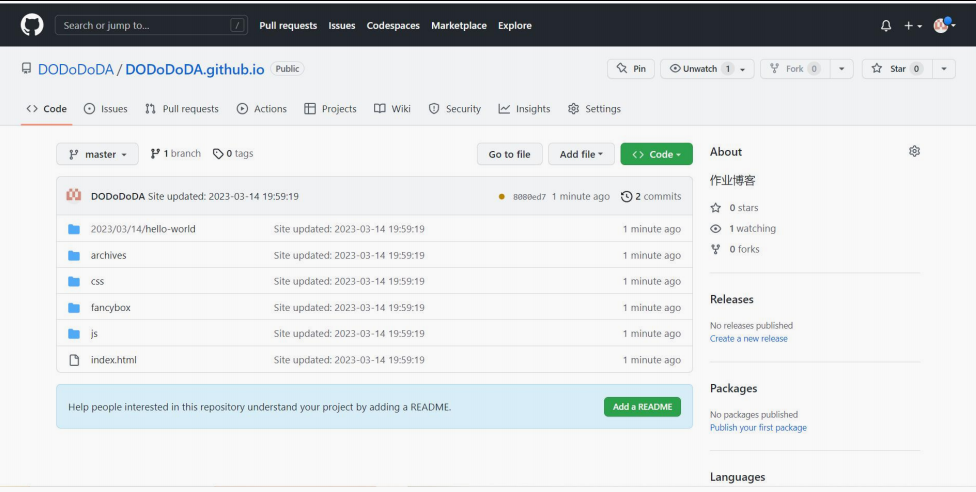 Search or jump to... / Pull requests Issues Codespaces Marketplace Explore
DODoDoDA / DODoDoDA.github.io Public Pin Unwatch 1 Fork 0 Star 0
<> Code Issues Pull requests Actions Projects Wiki Security Insights Settings
master 1 branch 0 tags Go to file Add file <> Code
DODoDoDA Site updated: 2023-03-14 19:59:19 8080ed7 1 minute ago 2 commits
2023/03/14/hello-world Site updated: 2023-03-14 19:59:19 1 minute ago
archives Site updated: 2023-03-14 19:59:19 1 minute ago
css Site updated: 2023-03-14 19:59:19 1 minute ago
fancybox Site updated: 2023-03-14 19:59:19 1 minute ago
js Site updated: 2023-03-14 19:59:19 1 minute ago
index.html Site updated: 2023-03-14 19:59:19 1 minute ago
Help people interested in this repository understand your project by adding a README. Add a README
About
作业博客
0 stars
1 watching
0 forks
Releases
No releases published
Create a new release
Packages
No packages published
Publish your first package
Languages